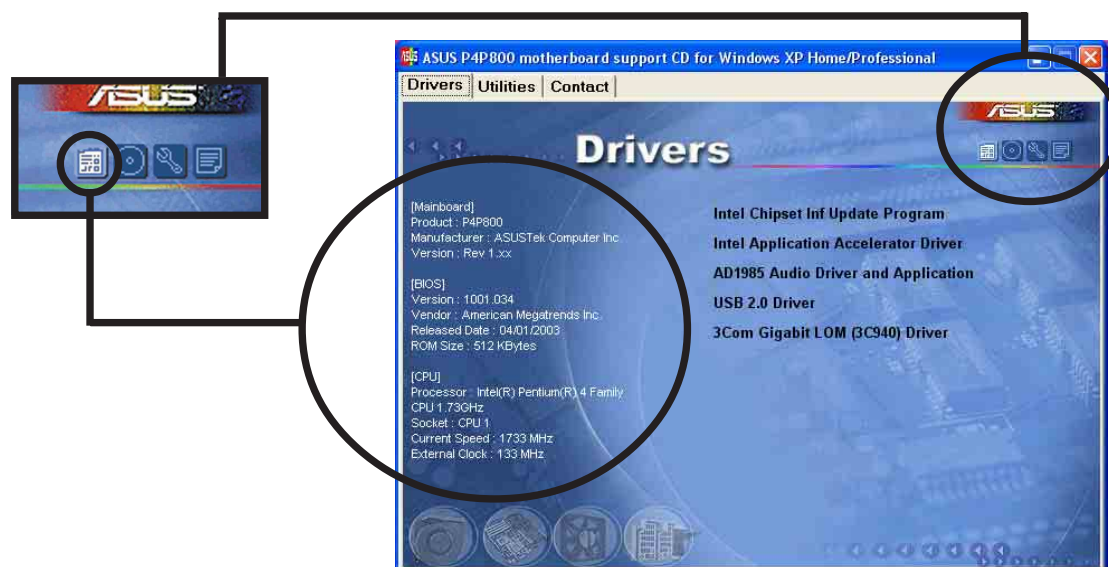 ASUS
ASUS P4P800 motherboard support CD for Windows XP Home/Professional
Drivers Utilities Contact
ASUS
Drivers
[Mainboard]
Product : P4P800
Manufacturer : ASUSTek Computer Inc
Version : Rev 1.xx
[BIOS]
Version : 1001.034
Vendor : American Megatrends Inc.
Released Date : 04/01/2003
ROM Size : 512 KBytes
[CPU]
Processor : Intel(R) Pentium(R) 4 Family
CPU 1.73GHz
Socket : CPU 1
Current Speed : 1733 MHz
External Clock : 133 MHz
Intel Chipset Inf Update Program
Intel Application Accelerator Driver
AD1985 Audio Driver and Application
USB 2.0 Driver
3Com Gigabit LOM (3C940) Driver